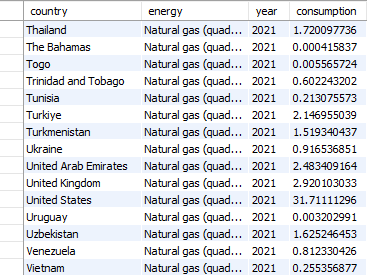 country energy year consumption
Thailand Natural gas (quad... 2021 1.720097736
The Bahamas Natural gas (quad... 2021 0.000415837
Togo Natural gas (quad... 2021 0.005565724
Trinidad and Tobago Natural gas (quad... 2021 0.602243202
Tunisia Natural gas (quad... 2021 0.213075573
Turkiye Natural gas (quad... 2021 2.146955039
Turkmenistan Natural gas (quad... 2021 1.519340437
Ukraine Natural gas (quad... 2021 0.916536851
United Arab Emirates Natural gas (quad... 2021 2.483409164
United Kingdom Natural gas (quad... 2021 2.920103033
United States Natural gas (quad... 2021 31.71111296
Uruguay Natural gas (quad... 2021 0.003202991
Uzbekistan Natural gas (quad... 2021 1.625246453
Venezuela Natural gas (quad... 2021 0.812330426
Vietnam Natural gas (quad... 2021 0.255356877